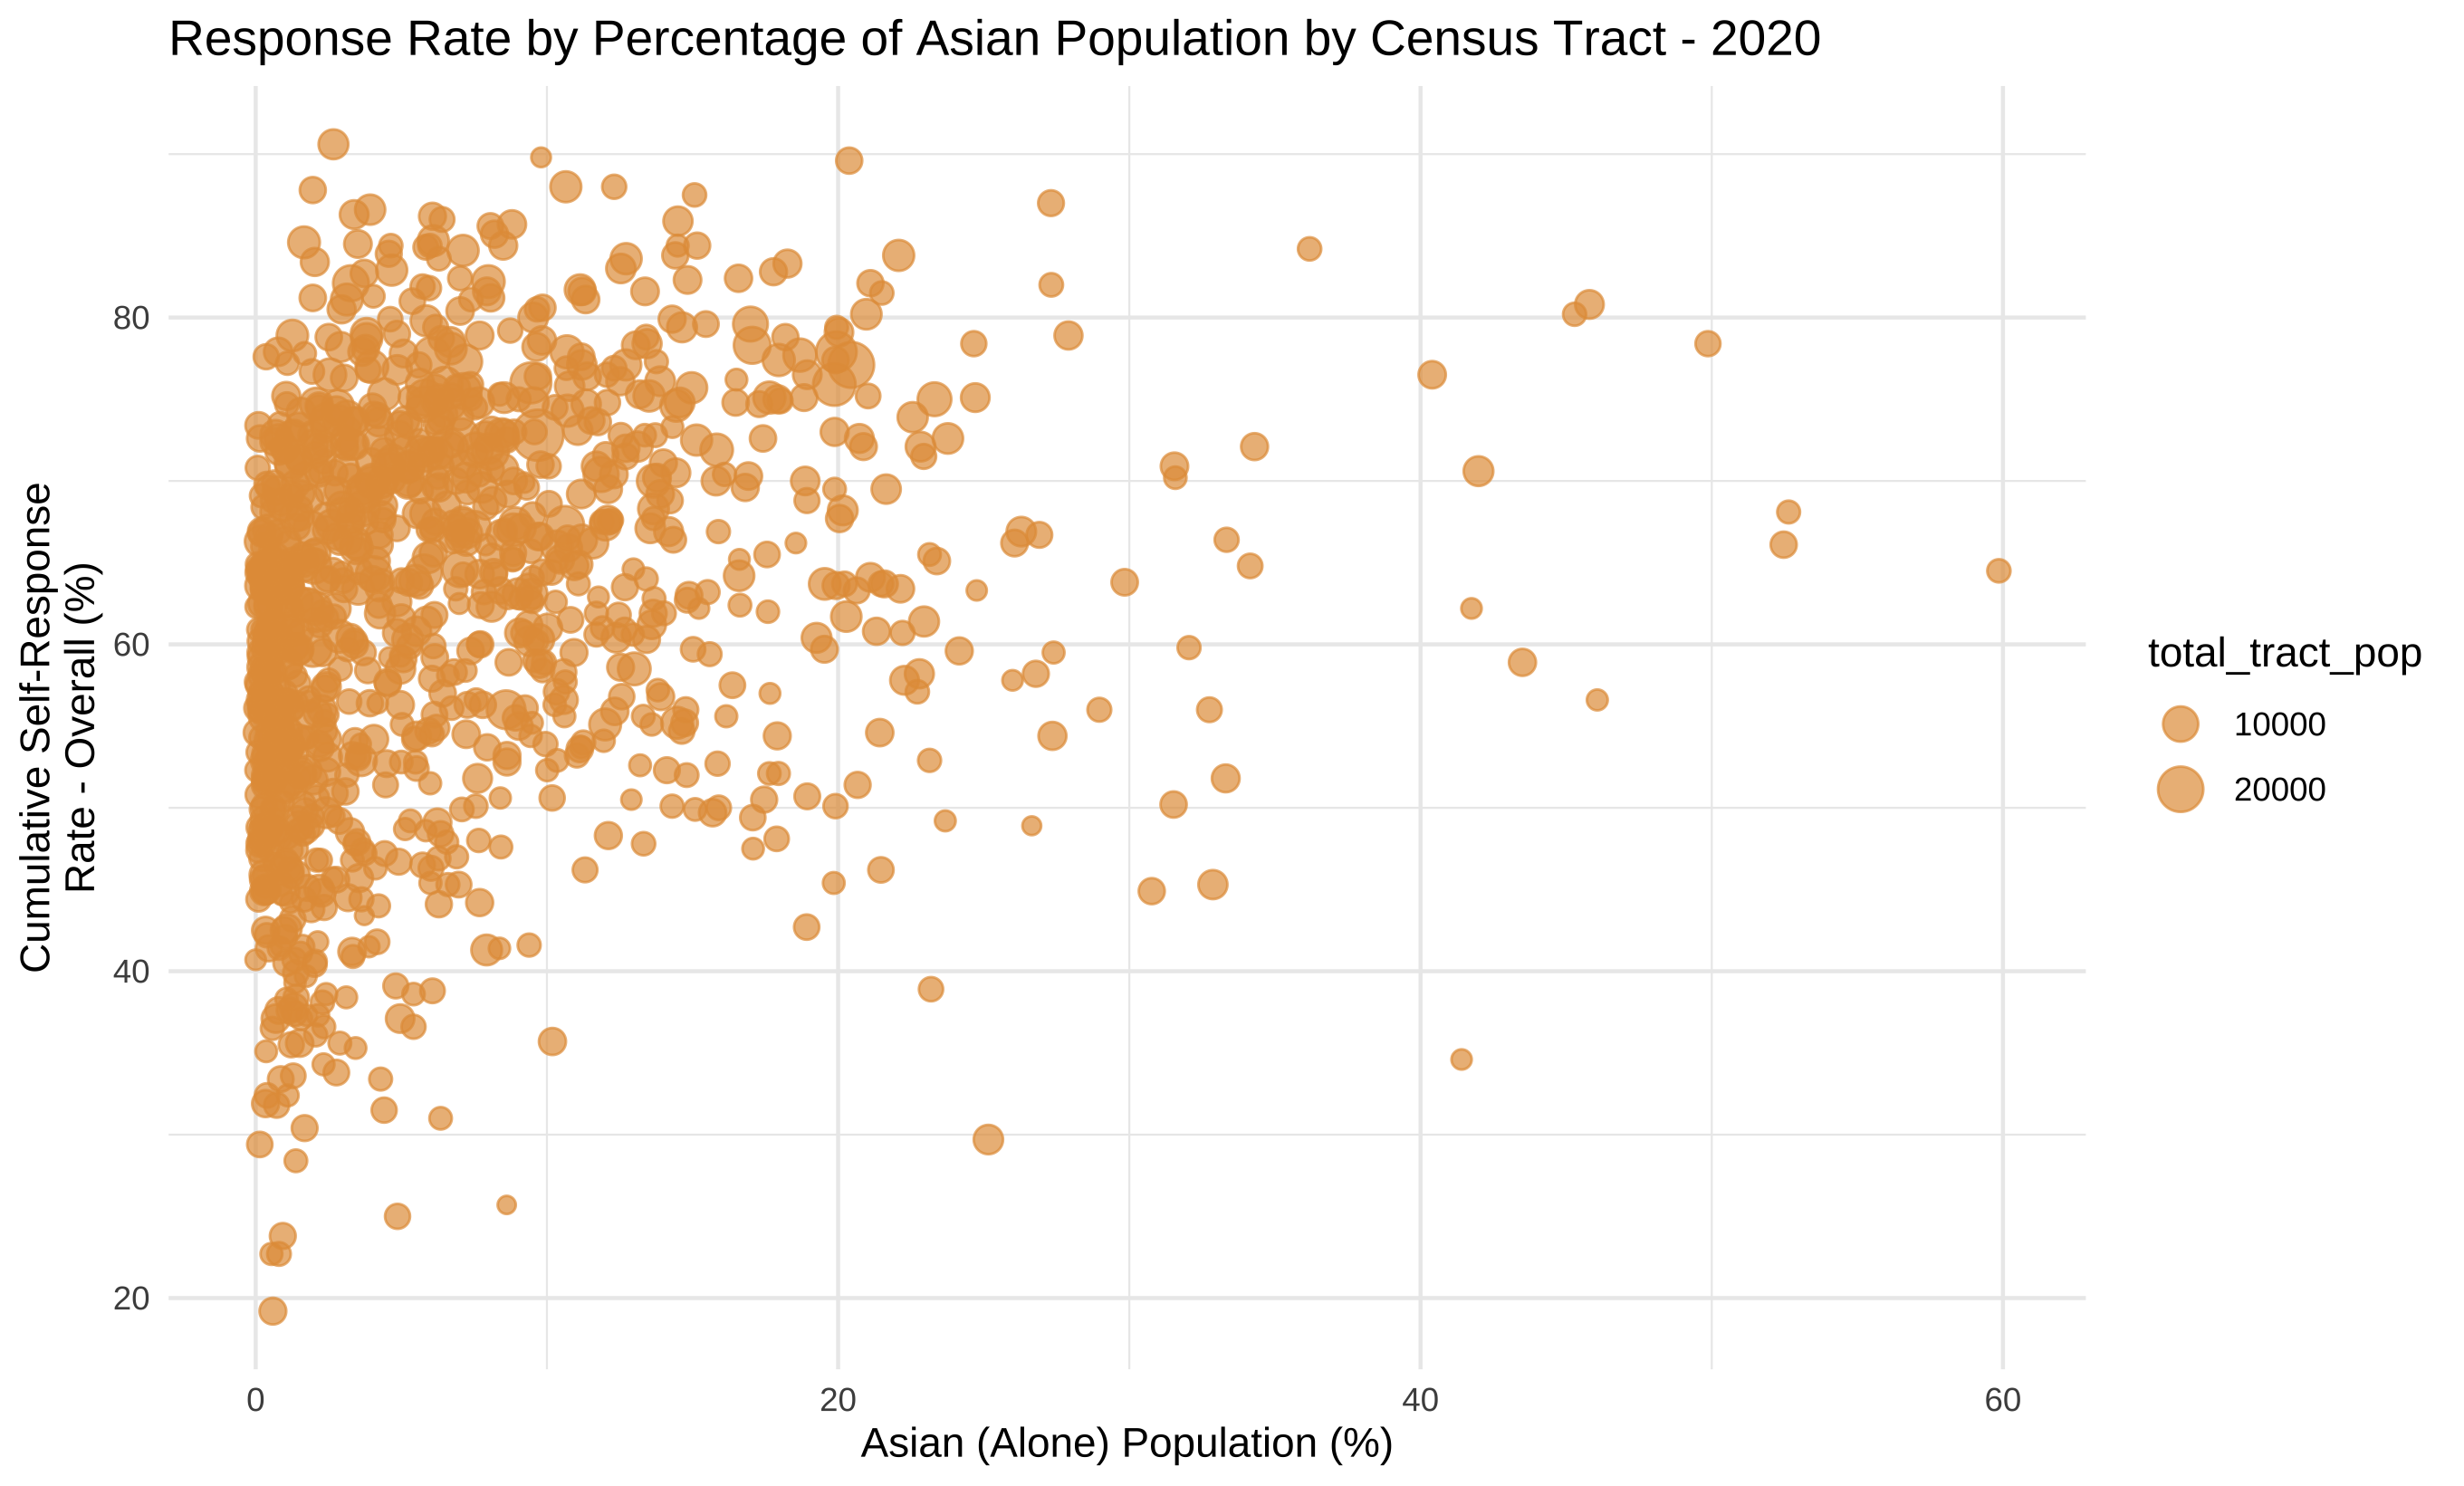 Response Rate by Percentage of Asian Population by Census Tract - 2020
Cumulative Self-Response
Rate - Overall (%)
80
60
40
20
0
20
40
60
Asian (Alone) Population (%)
total_tract_pop
10000
20000